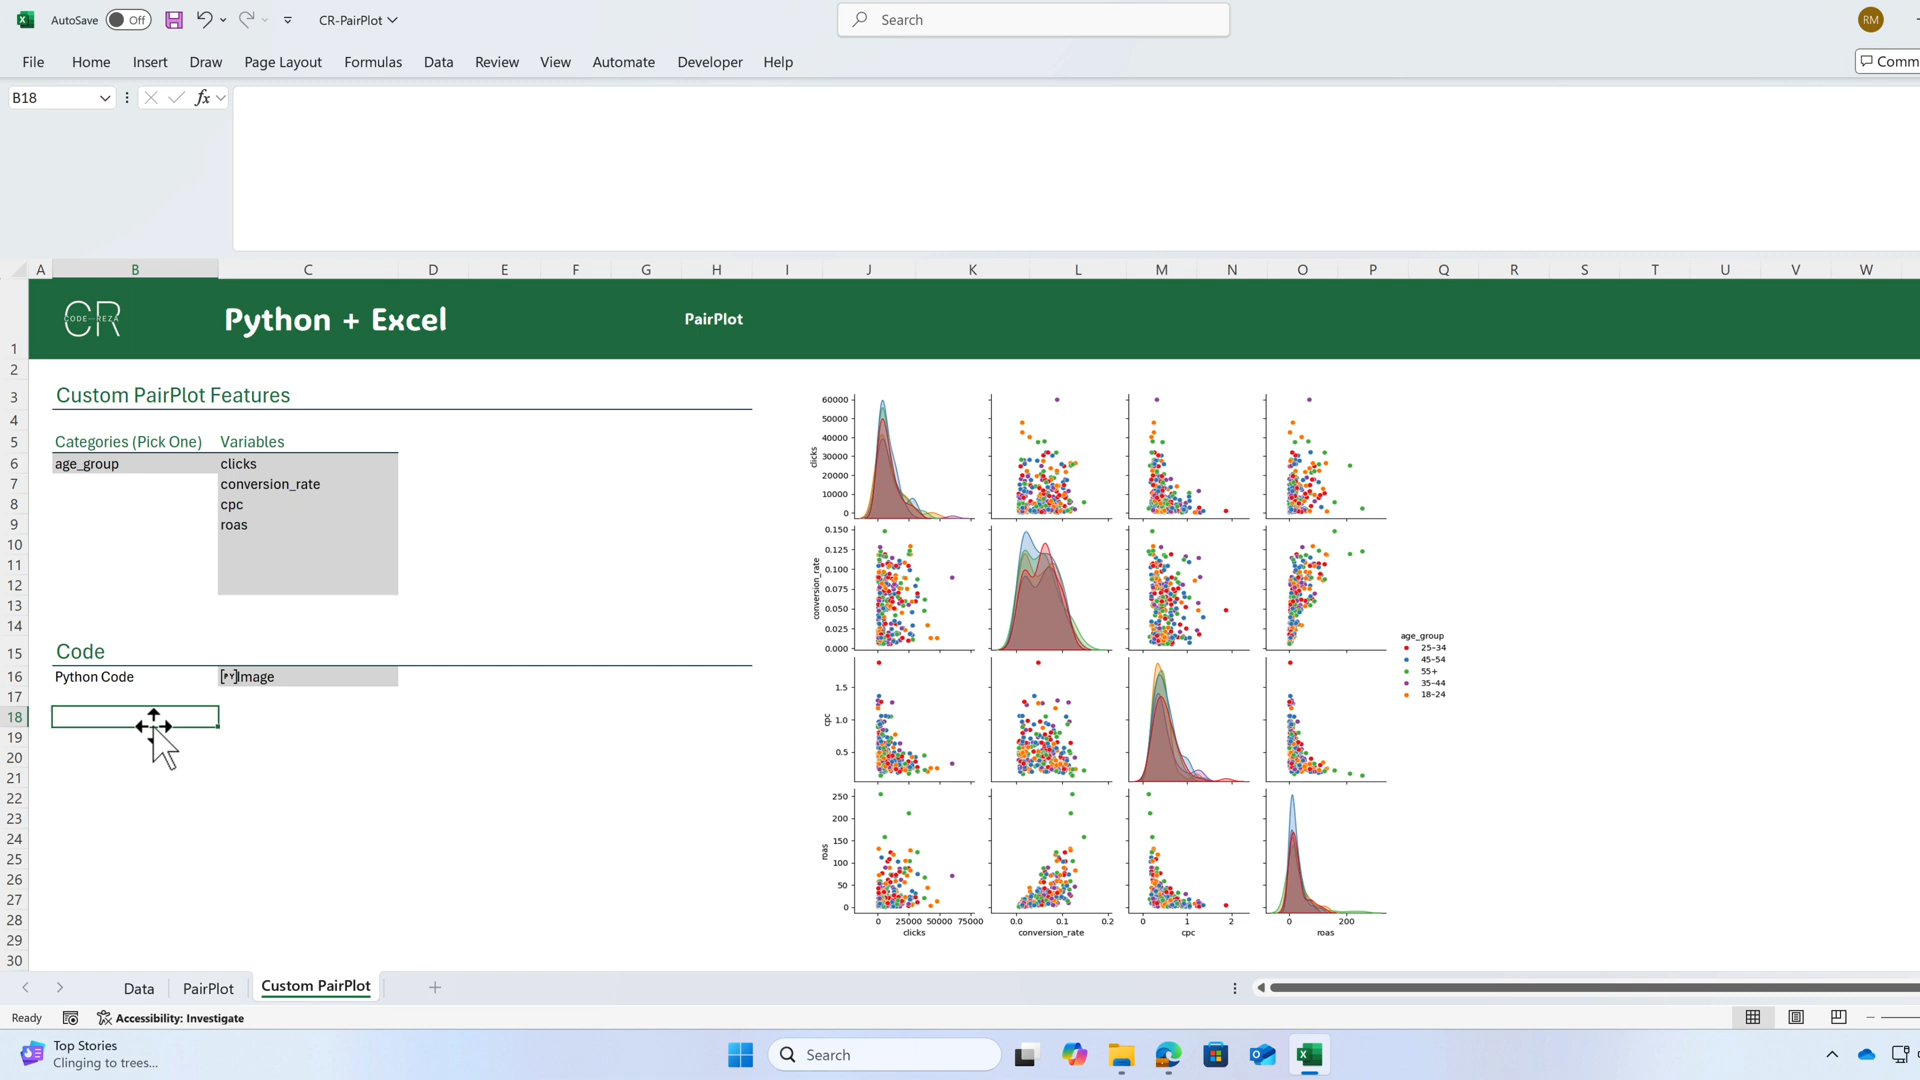 AutoSave Off CR-PairPlot Search RM
File Home Insert Draw Page Layout Formulas Data Review View Automate Developer Help Comm
B18 fx
A B C D E F G H I J K L M N O P Q R S T U V W
1 CR CODE REZA Python + Excel PairPlot
2
3 Custom PairPlot Features
4
5 Categories (Pick One) Variables
6 age_group clicks
7 conversion_rate
8 cpc
9 roas
10
11
12
13
14
15 Code
16 Python Code [PY]Image
17
18
19
20
21
22
23
24
25
26
27
28
29
30
60000
50000
40000
30000
20000
10000
0
clicks
0.150
0.125
0.100
0.075
0.050
0.025
0.000
conversion_rate
1.5
1.0
0.5
cpc
250
200
150
100
50
0
roas
0 25000 50000 75000 0.0 0.1 0.2 0 1 2 0 200
clicks conversion_rate cpc roas
age_group
25-34
45-54
55+
35-44
18-24
Data PairPlot Custom PairPlot
Ready Accessibility: Investigate
Top Stories
Clinging to trees...
Search